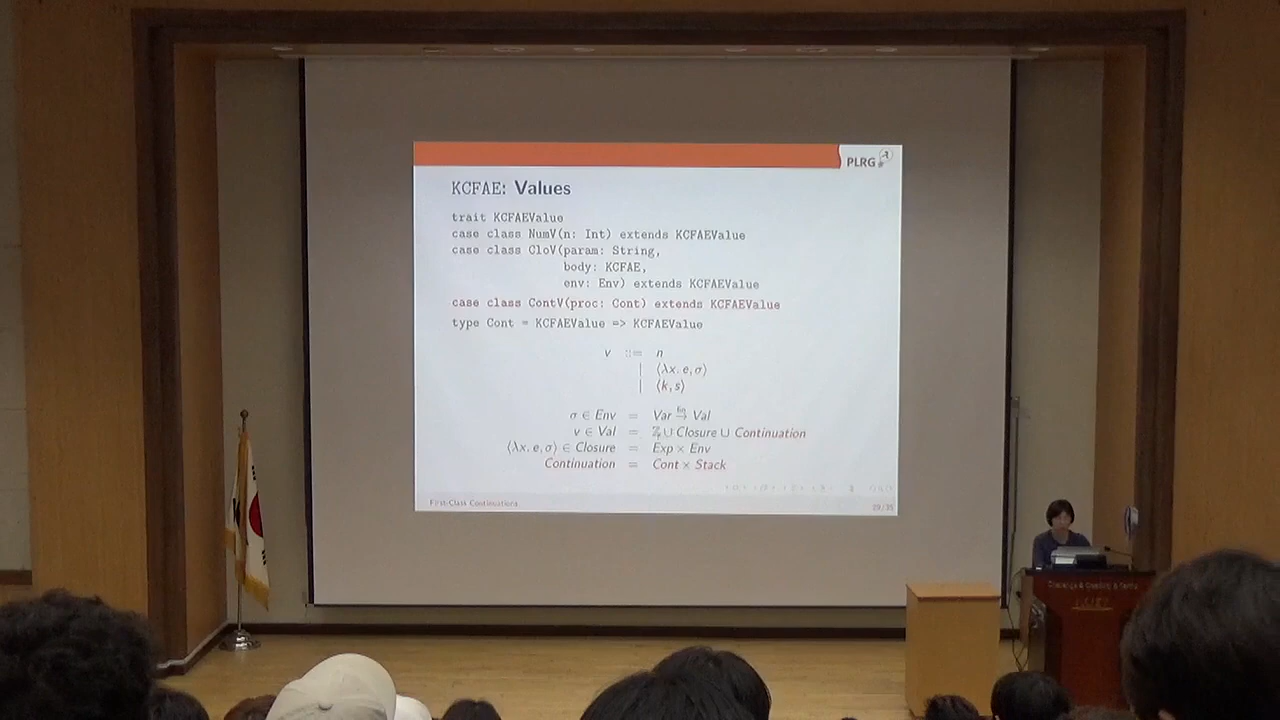 PLRG
KCFAE: Values
trait KCFAEValue
case class NumV(n: Int) extends KCFAEValue
case class CloV(param: String,
body: KCFAE,
env: Env) extends KCFAEValue
case class ContV(proc: Cont) extends KCFAEValue
type Cont = KCFAEValue => KCFAEValue
v ::= n
| ⟨λx.e,σ⟩
| ⟨k,s⟩
σ ∈ Env = Var fin→ Val
v ∈ Val = ℤ ∪ Closure ∪ Continuation
⟨λx.e,σ⟩ ∈ Closure = Exp × Env
Continuation = Cont × Stack
First-Class Continuations